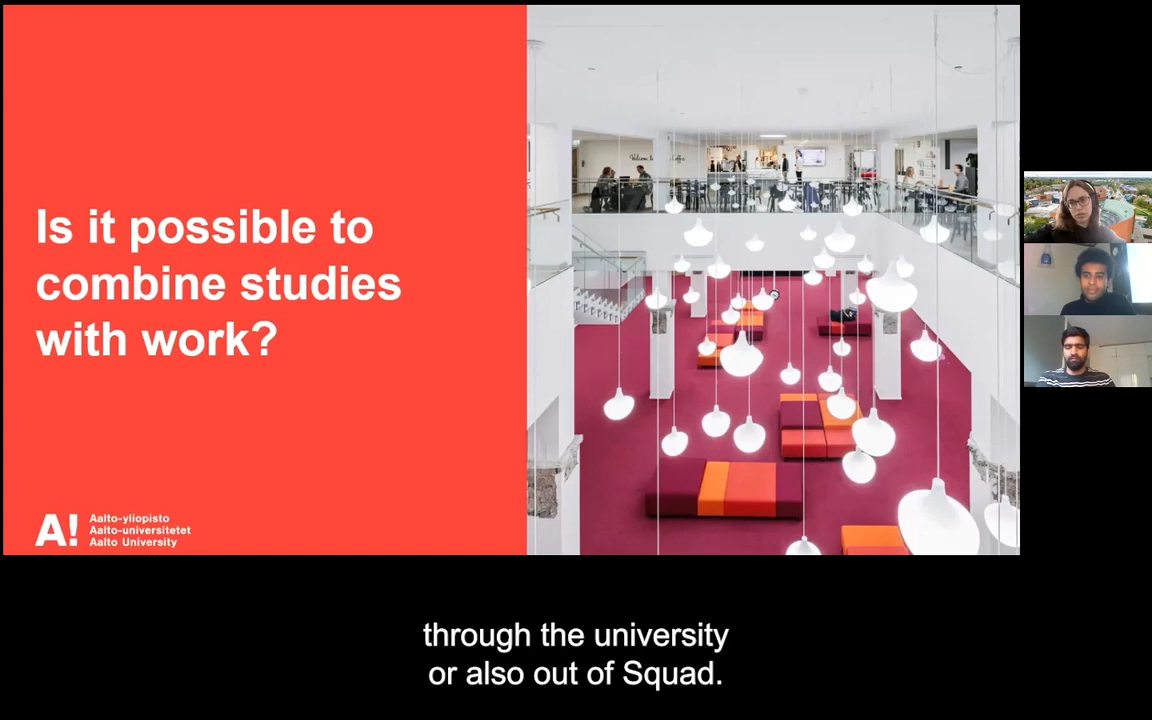 Is it possible to
combine studies
with work?
A! Aalto-yliopisto
Aalto-universitetet
Aalto University
through the university
or also out of Squad.